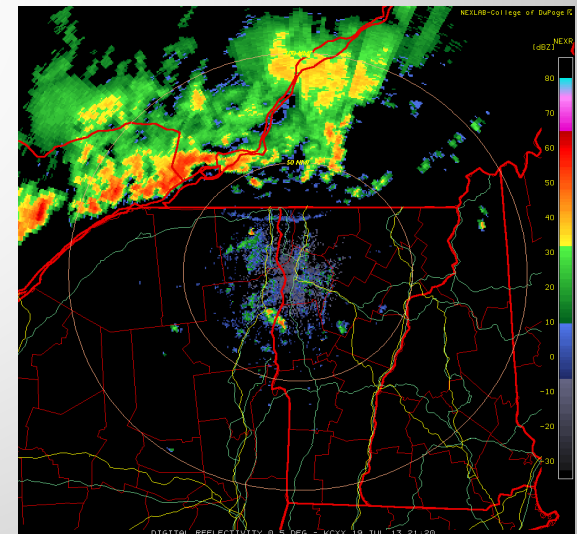 NEXLAB-College of DuPage
NEXR
[dBZ]
80
70
60
50 NMI
50
40
30
20
10
0
-10
-20
-30
DIGITAL REFLECTIVITY 0.5 DEG - KCXX 19 JUL 13 21:20